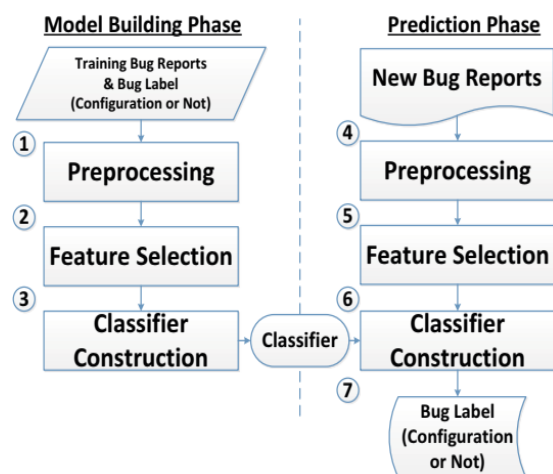 Model Building Phase
Training Bug Reports
& Bug Label
(Configuration or Not)
1
Preprocessing
2
Feature Selection
3
Classifier
Construction
Classifier
Prediction Phase
New Bug Reports
4
Preprocessing
5
Feature Selection
6
Classifier
Construction
7
Bug Label
(Configuration
or Not)